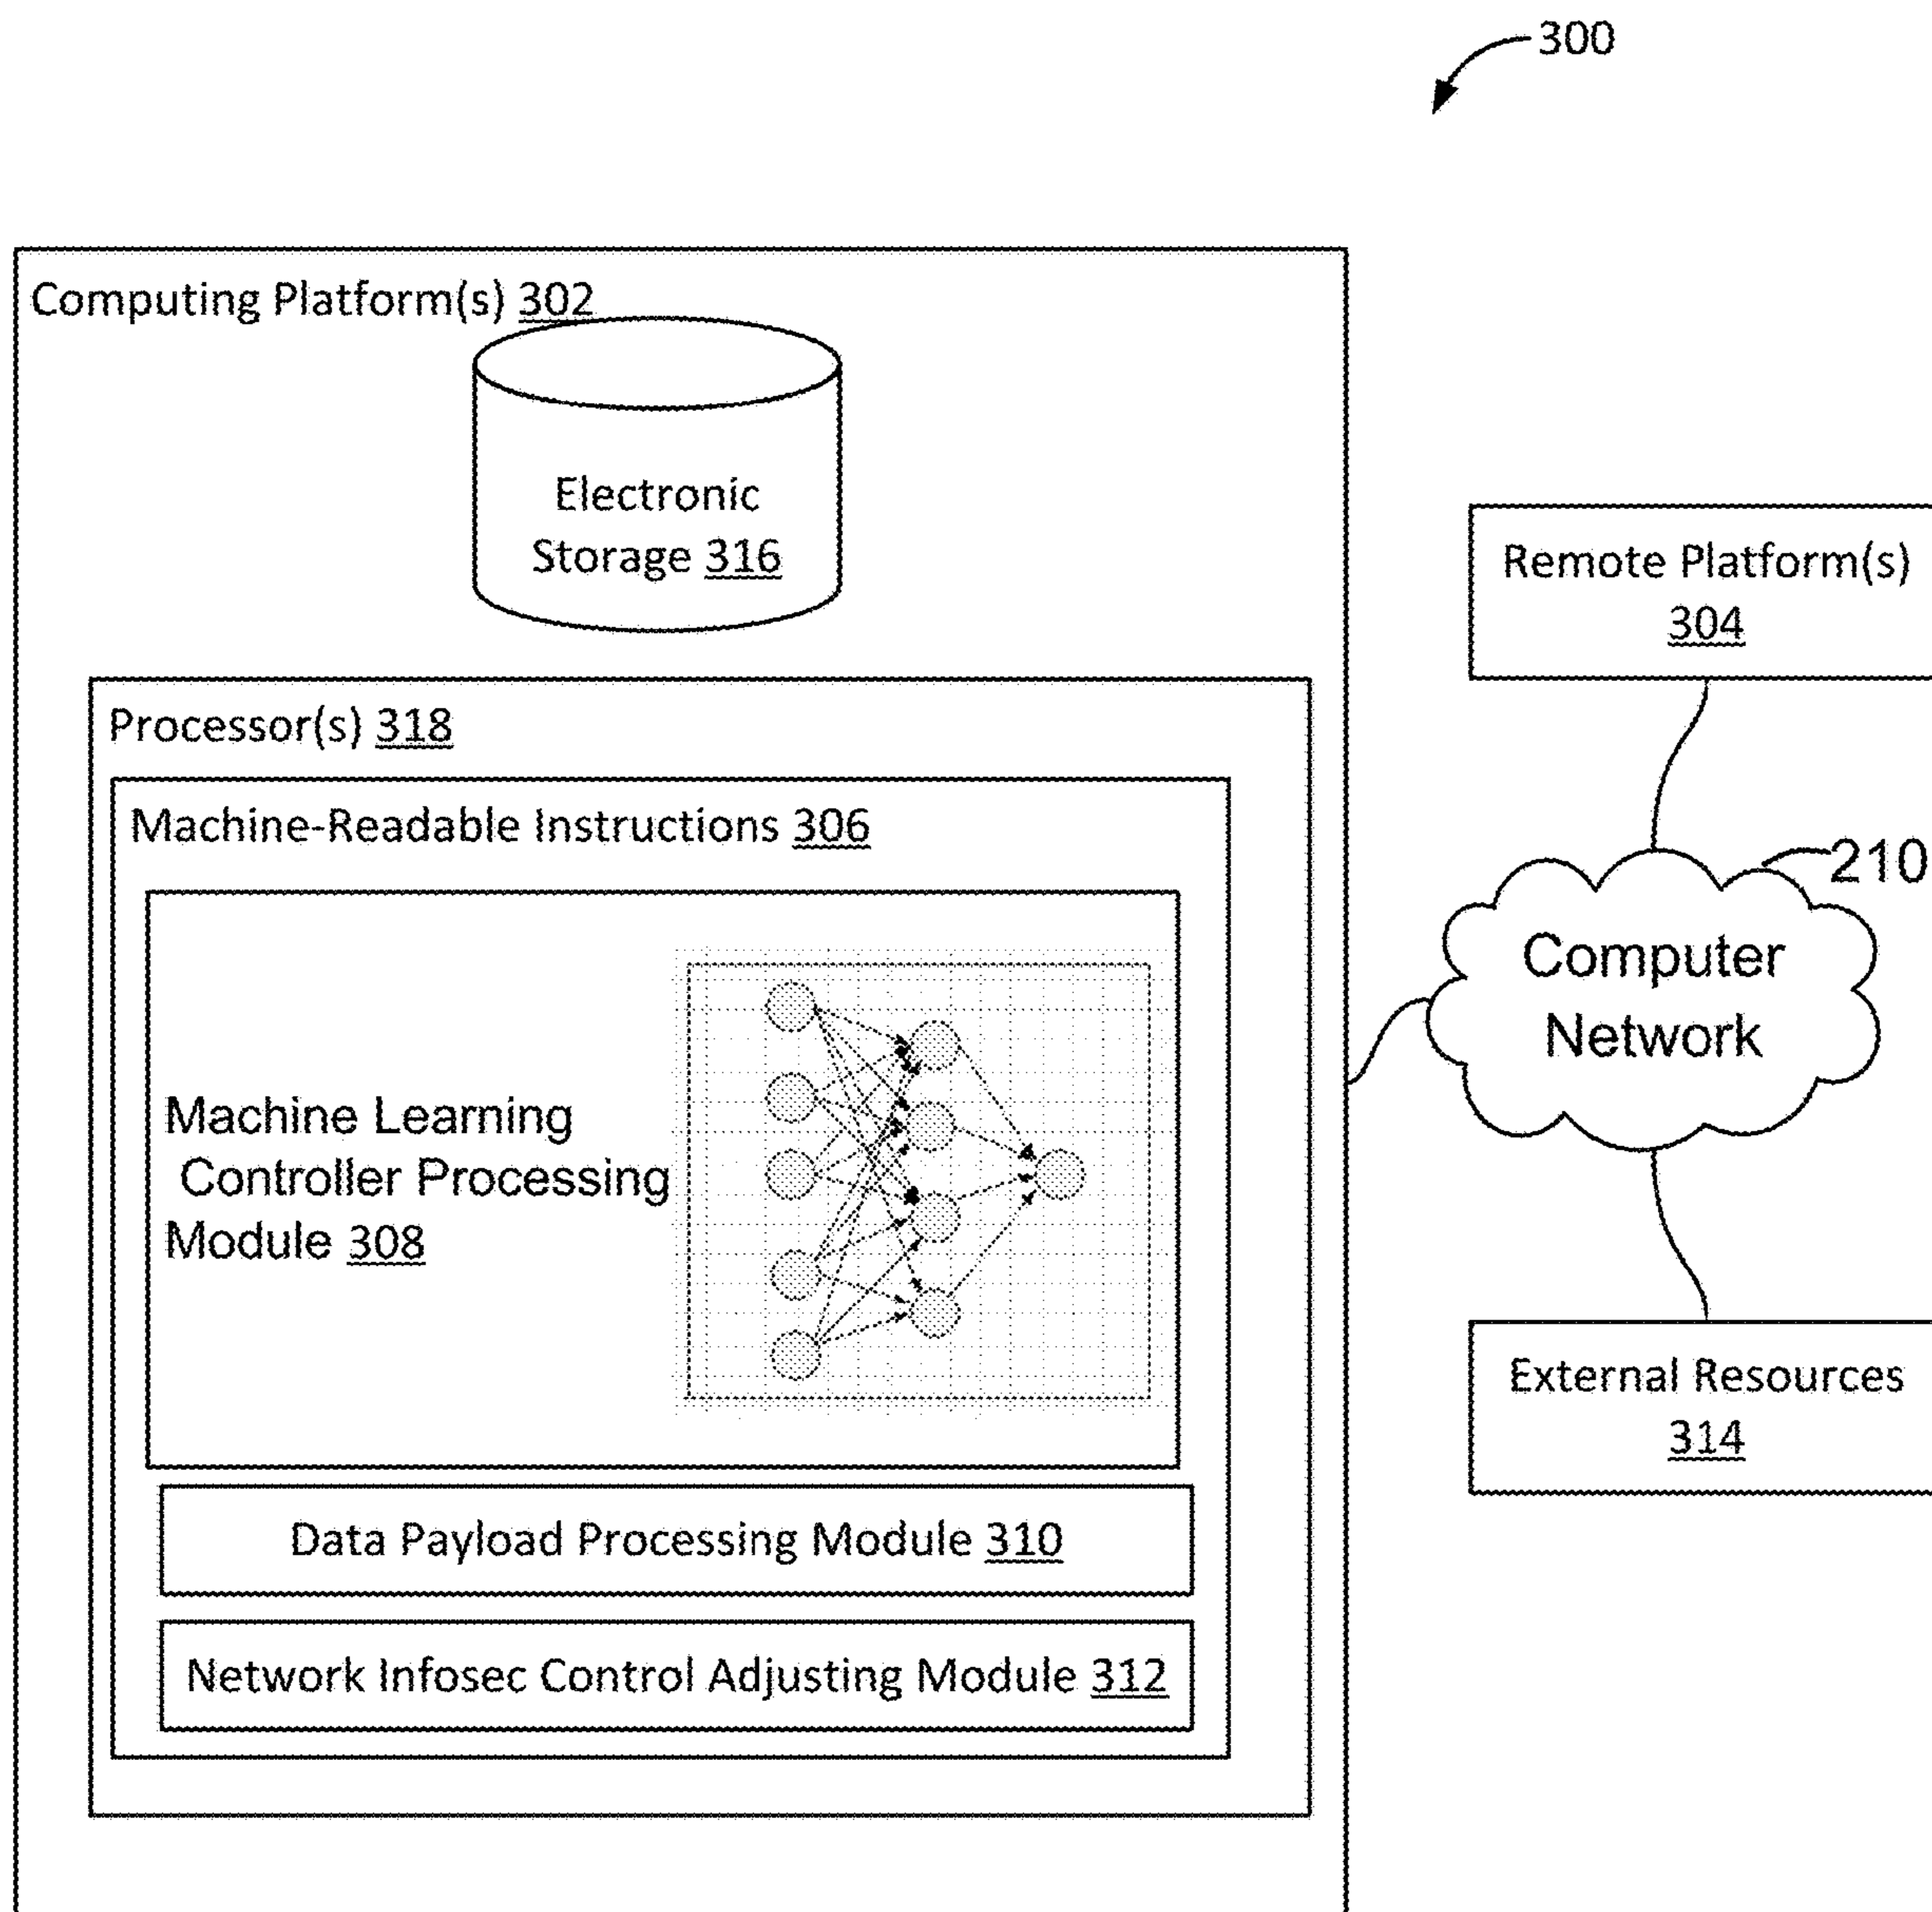 300
Computing Platform(s) 302
Electronic
Storage 316
Processor(s) 318
Machine-Readable Instructions 306
Machine Learning
Controller Processing
Module 308
Data Payload Processing Module 310
Network Infosec Control Adjusting Module 312
Remote Platform(s)
304
210
Computer
Network
External Resources
314